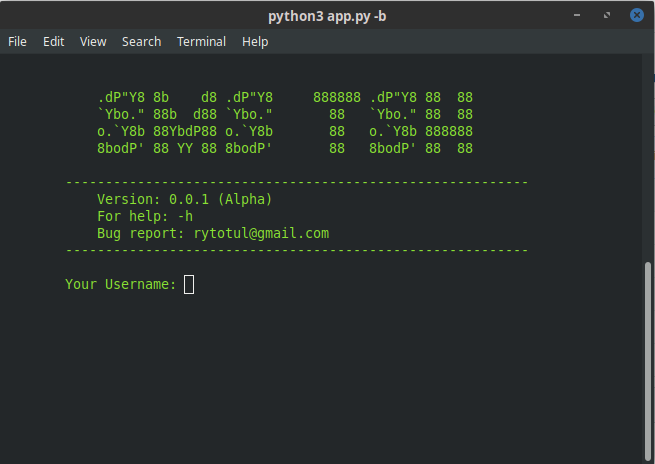 python3 app.py -b
File Edit View Search Terminal Help
.dP"Y8 8b    d8 .dP"Y8     888888 .dP"Y8 88  88
`Ybo." 88b  d88 `Ybo."       88   `Ybo." 88  88
o.`Y8b 88YbdP88 o.`Y8b       88   o.`Y8b 888888
8bodP' 88 YY 88 8bodP'       88   8bodP' 88  88
----------------------------------------------------------
Version: 0.0.1 (Alpha)
For help: -h
Bug report: rytotul@gmail.com
----------------------------------------------------------
Your Username: